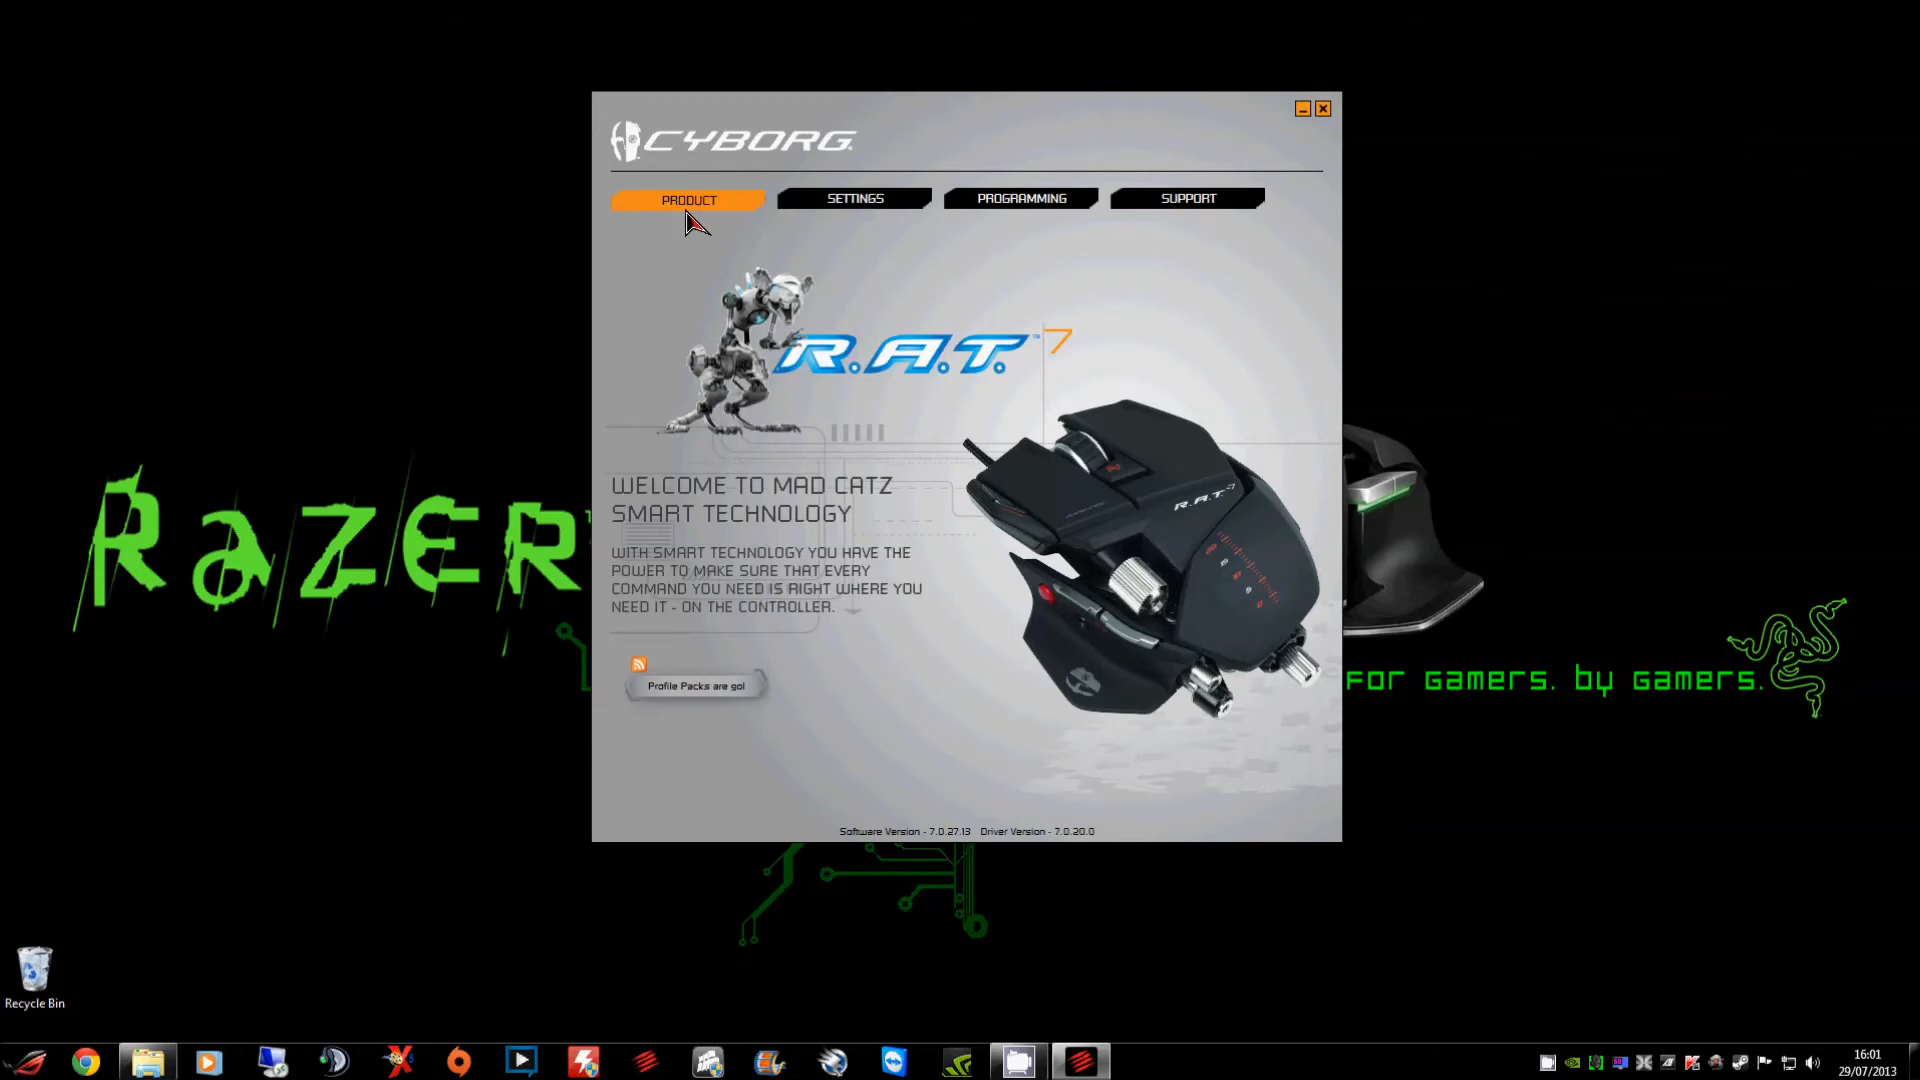 CYBORG
PRODUCT
SETTINGS
PROGRAMMING
SUPPORT
R.A.T.™ 7
R.A.T.7
WELCOME TO MAD CATZ
SMART TECHNOLOGY
WITH SMART TECHNOLOGY YOU HAVE THE
POWER TO MAKE SURE THAT EVERY
COMMAND YOU NEED IS RIGHT WHERE YOU
NEED IT - ON THE CONTROLLER.
Profile Packs are go!
Software Version - 7.0.27.13 Driver Version - 7.0.20.0
RAZER
FOR GAMERS. BY GAMERS.
Recycle Bin
16:01
29/07/2013